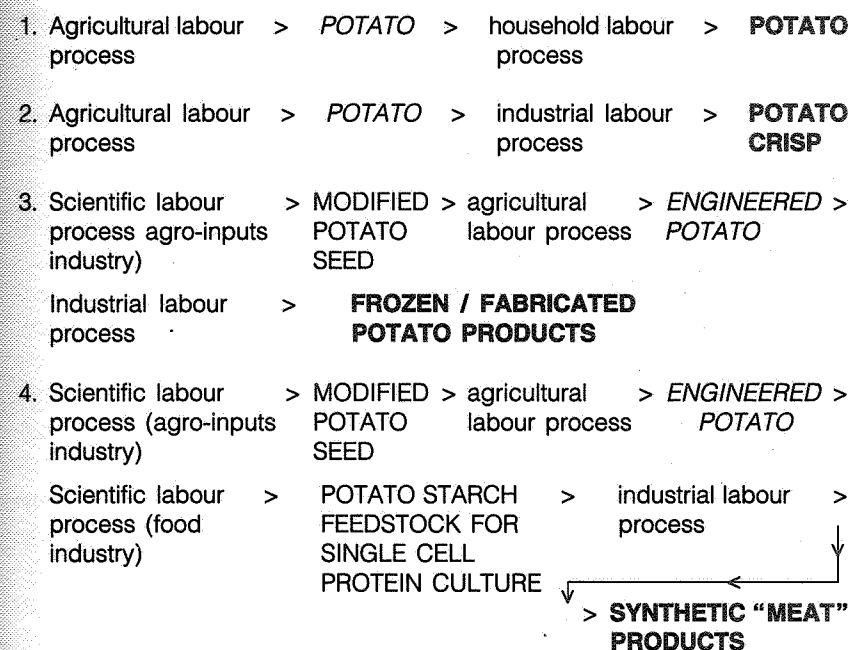 1. Agricultural labour > POTATO > household labour > POTATO
process process
2. Agricultural labour > POTATO > industrial labour > POTATO
process process CRISP
3. Scientific labour > MODIFIED > agricultural > ENGINEERED >
process agro-inputs POTATO labour process POTATO
industry) SEED
Industrial labour > FROZEN / FABRICATED
process POTATO PRODUCTS
4. Scientific labour > MODIFIED > agricultural > ENGINEERED >
process (agro-inputs POTATO labour process POTATO
industry) SEED
Scientific labour > POTATO STARCH > industrial labour >
process (food FEEDSTOCK FOR process
industry) SINGLE CELL
PROTEIN CULTURE
> SYNTHETIC “MEAT”
PRODUCTS